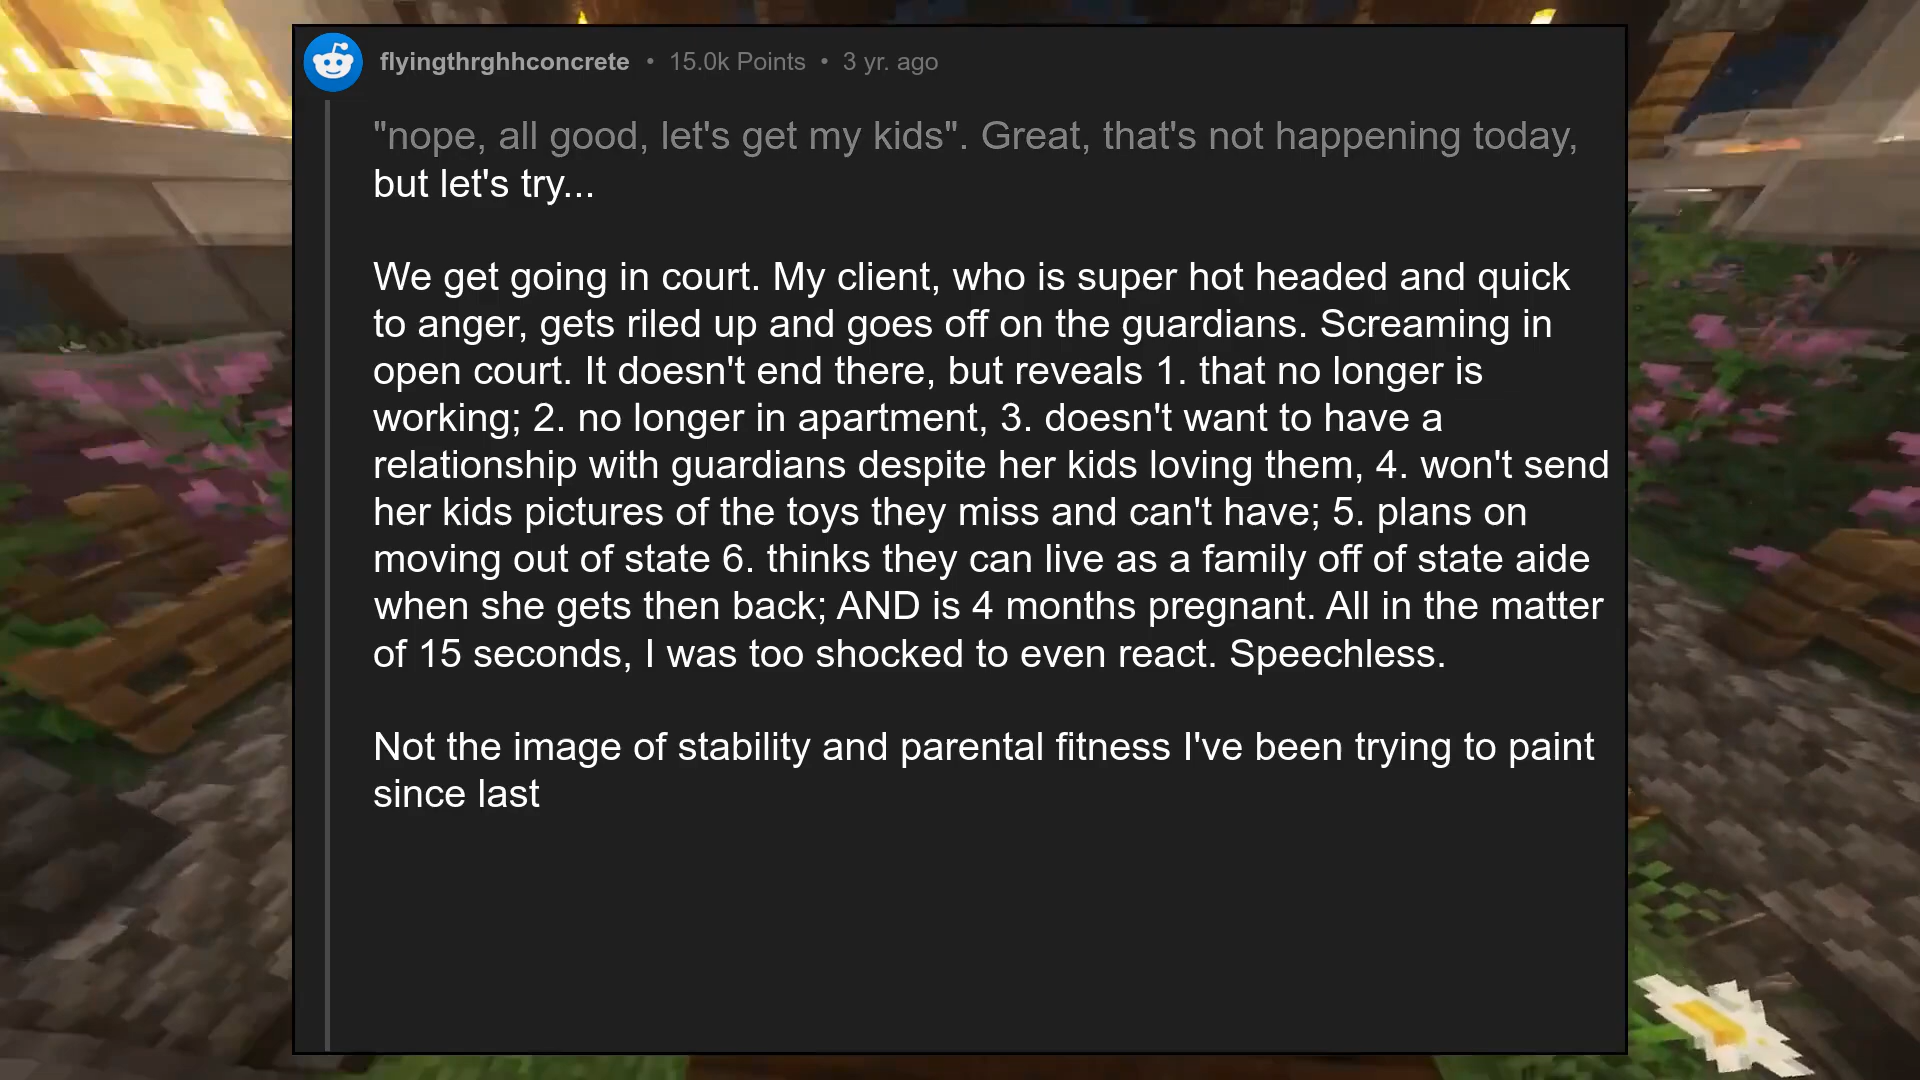 flyingthrghhconcrete • 15.0k Points • 3 yr. ago
"nope, all good, let's get my kids". Great, that's not happening today,
but let's try...
We get going in court. My client, who is super hot headed and quick
to anger, gets riled up and goes off on the guardians. Screaming in
open court. It doesn't end there, but reveals 1. that no longer is
working; 2. no longer in apartment, 3. doesn't want to have a
relationship with guardians despite her kids loving them, 4. won't send
her kids pictures of the toys they miss and can't have; 5. plans on
moving out of state 6. thinks they can live as a family off of state aide
when she gets then back; AND is 4 months pregnant. All in the matter
of 15 seconds, I was too shocked to even react. Speechless.
Not the image of stability and parental fitness I've been trying to paint
since last